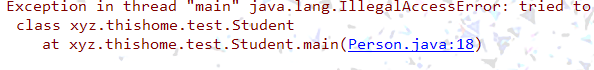 Exception in thread "main" java.lang.IllegalAccessError: tried to
class xyz.thishome.test.Student
at xyz.thishome.test.Student.main(Person.java:18)